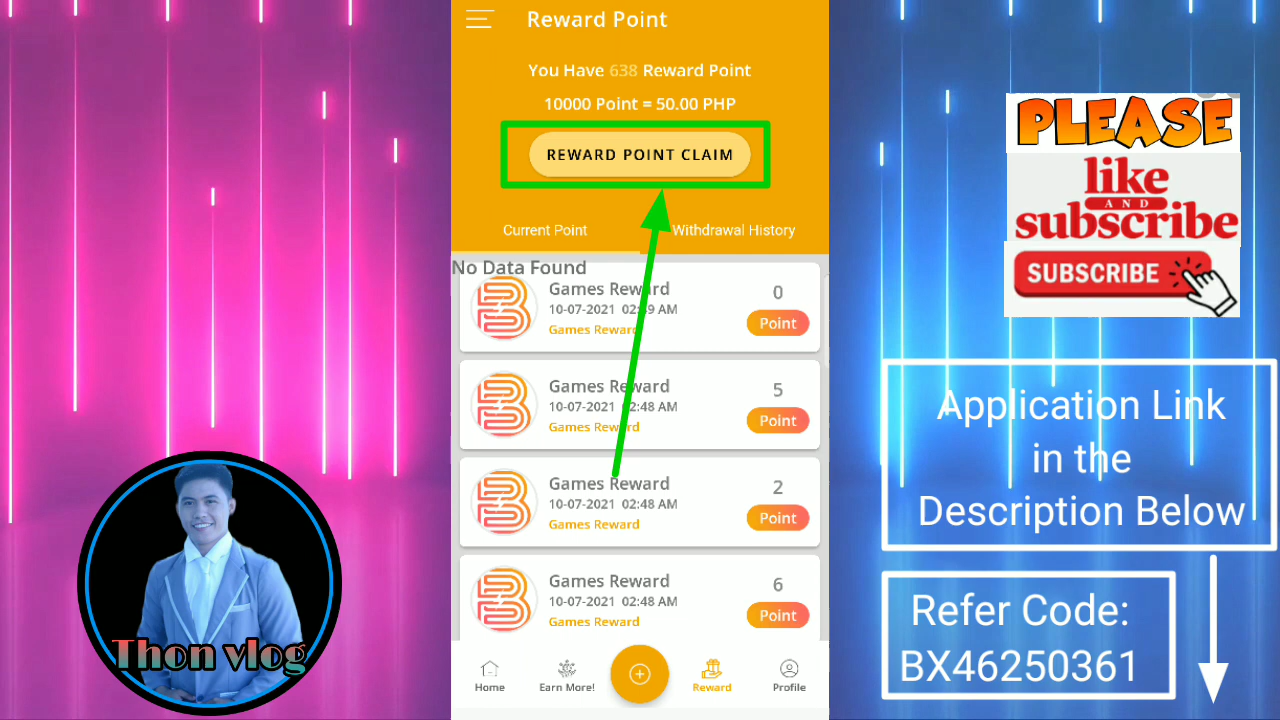 Reward Point
You Have 638 Reward Point
10000 Point = 50.00 PHP
REWARD POINT CLAIM
Current Point
Withdrawal History
No Data Found
Games Reward
10-07-2021 02:49 AM
Games Reward
0
Point
Games Reward
10-07-2021 02:48 AM
Games Reward
5
Point
Games Reward
10-07-2021 02:48 AM
Games Reward
2
Point
Games Reward
10-07-2021 02:48 AM
Games Reward
6
Point
Home
Earn More!
Reward
Profile
Thon vlog
PLEASE
like
AND
subscribe
SUBSCRIBE
Application Link
in the
Description Below
Refer Code:
BX46250361